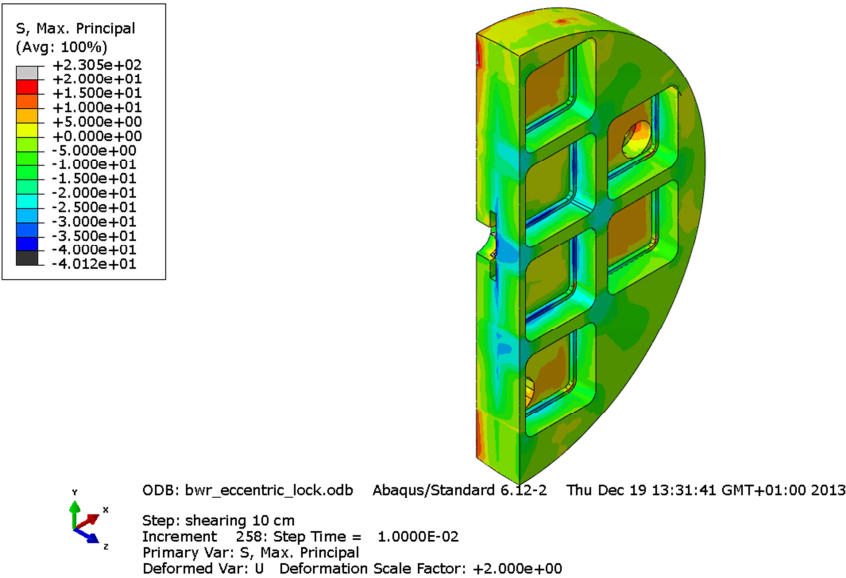 S, Max. Principal
(Avg: 100%)
+2.305e+02
+2.000e+01
+1.500e+01
+1.000e+01
+5.000e+00
+0.000e+00
-5.000e+00
-1.000e+01
-1.500e+01
-2.000e+01
-2.500e+01
-3.000e+01
-3.500e+01
-4.000e+01
-4.012e+01
Y
X
Z
ODB: bwr_eccentric_lock.odb Abaqus/Standard 6.12-2 Thu Dec 19 13:31:41 GMT+01:00 2013
Step: shearing 10 cm
Increment 258: Step Time = 1.0000E-02
Primary Var: S, Max. Principal
Deformed Var: U Deformation Scale Factor: +2.000e+00